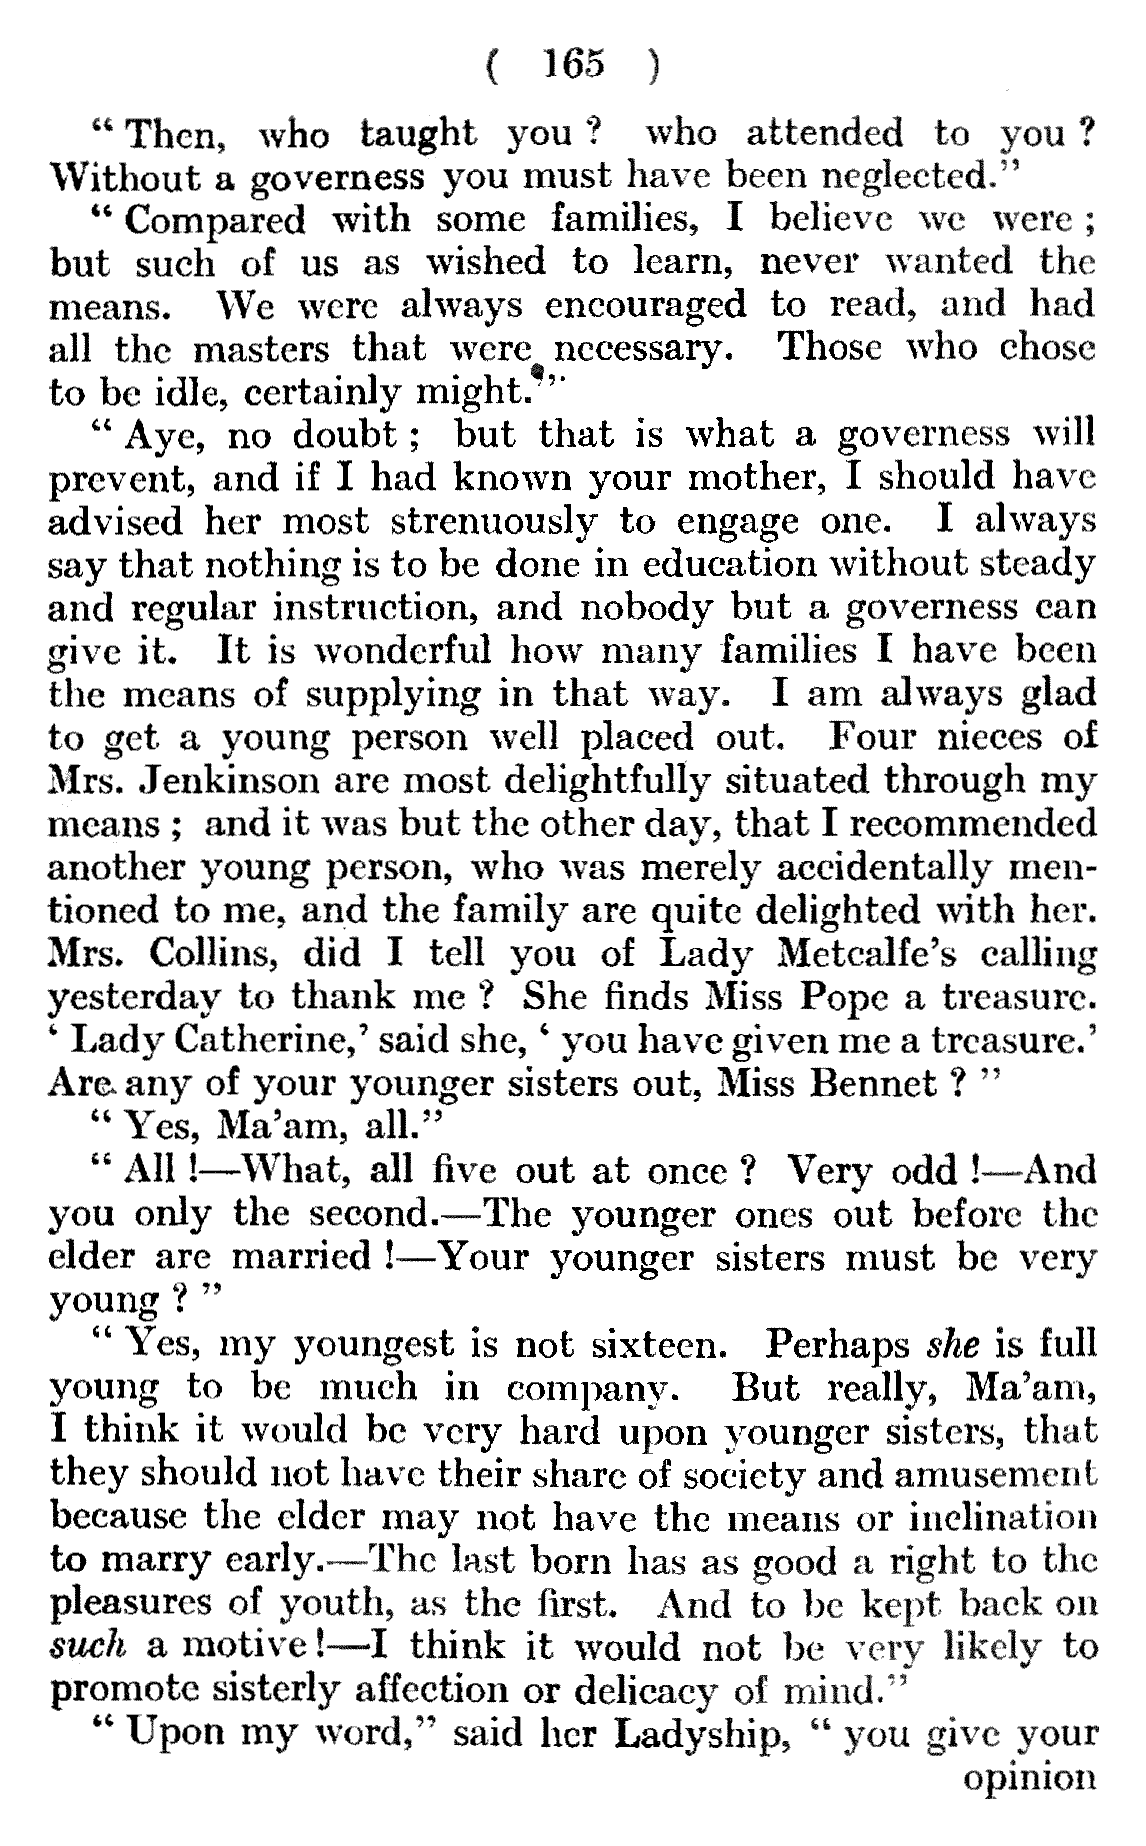 ( 165 )
“ Then, who taught you ? who attended to you ?
Without a governess you must have been neglected.”
“ Compared with some families, I believe we were ;
but such of us as wished to learn, never wanted the
means. We were always encouraged to read, and had
all the masters that were necessary. Those who chose
to be idle, certainly might.”
“ Aye, no doubt ; but that is what a governess will
prevent, and if I had known your mother, I should have
advised her most strenuously to engage one. I always
say that nothing is to be done in education without steady
and regular instruction, and nobody but a governess can
give it. It is wonderful how many families I have been
the means of supplying in that way. I am always glad
to get a young person well placed out. Four nieces of
Mrs. Jenkinson are most delightfully situated through my
means ; and it was but the other day, that I recommended
another young person, who was merely accidentally men-
tioned to me, and the family are quite delighted with her.
Mrs. Collins, did I tell you of Lady Metcalfe’s calling
yesterday to thank me ? She finds Miss Pope a treasure.
‘ Lady Catherine,’ said she, ‘ you have given me a treasure.’
Are any of your younger sisters out, Miss Bennet ? ”
“ Yes, Ma’am, all.”
“ All !—What, all five out at once ? Very odd !—And
you only the second.—The younger ones out before the
elder are married !—Your younger sisters must be very
young ? ”
“ Yes, my youngest is not sixteen. Perhaps she is full
young to be much in company. But really, Ma’am,
I think it would be very hard upon younger sisters, that
they should not have their share of society and amusement
because the elder may not have the means or inclination
to marry early.—The last born has as good a right to the
pleasures of youth, as the first. And to be kept back on
such a motive !—I think it would not be very likely to
promote sisterly affection or delicacy of mind.”
“ Upon my word,” said her Ladyship, “ you give your
opinion